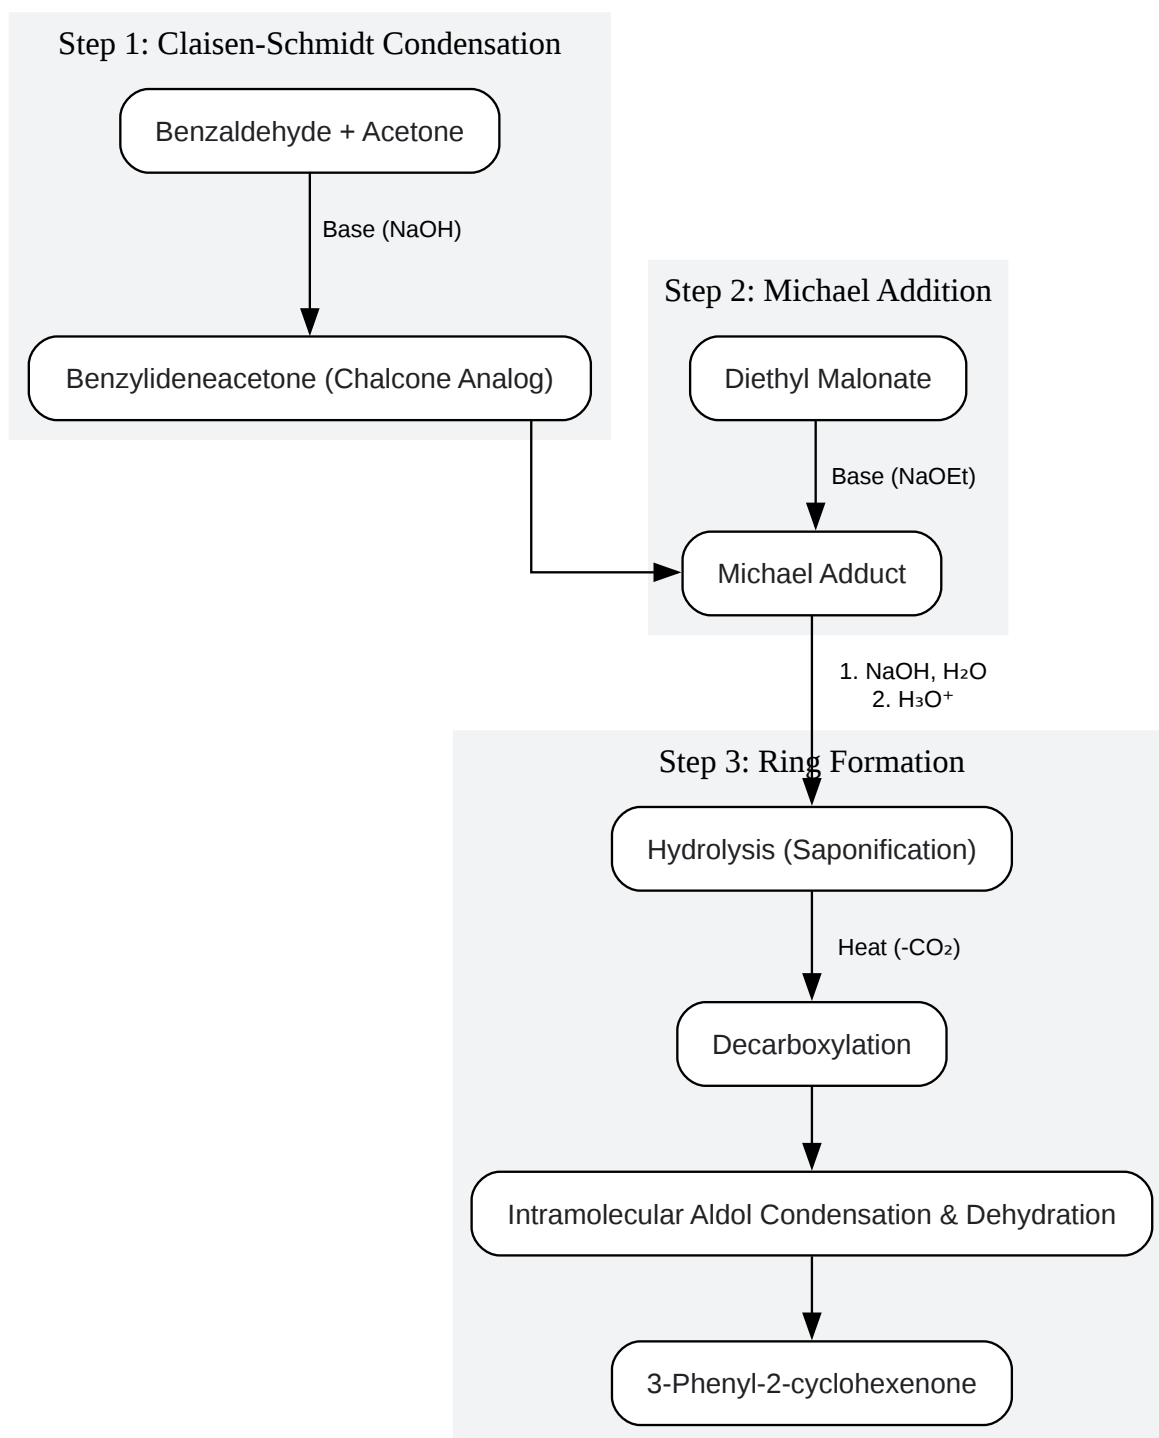 Step 1: Claisen-Schmidt Condensation
Benzaldehyde + Acetone
Base (NaOH)
Benzylideneacetone (Chalcone Analog)
Step 2: Michael Addition
Diethyl Malonate
Base (NaOEt)
Michael Adduct
1. NaOH, H₂O
2. H₃O⁺
Step 3: Ring Formation
Hydrolysis (Saponification)
Heat (-CO₂)
Decarboxylation
Intramolecular Aldol Condensation & Dehydration
3-Phenyl-2-cyclohexenone